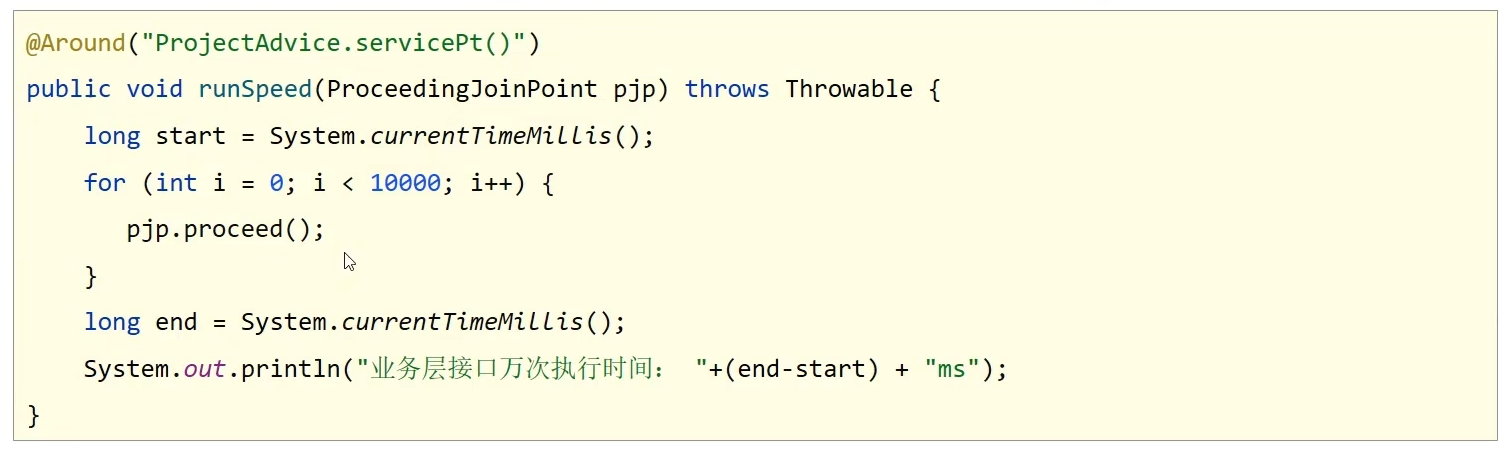 @Around("ProjectAdvice.servicePt()")
public void runSpeed(ProceedingJoinPoint pjp) throws Throwable {
    long start = System.currentTimeMillis();
    for (int i = 0; i < 10000; i++) {
       pjp.proceed();
    }
    long end = System.currentTimeMillis();
    System.out.println("业务层接口万次执行时间： "+(end-start) + "ms");
}